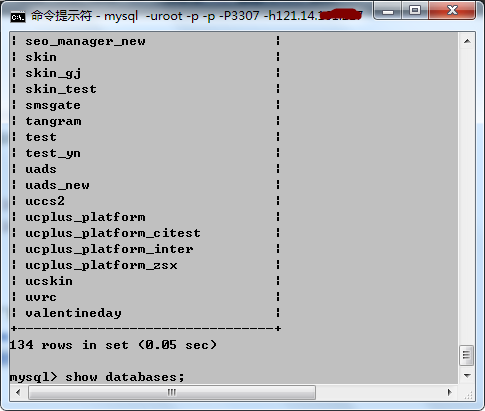 命令提示符 - mysql -uroot -p -p -P3307 -h121.14.
| seo_manager_new |
| skin |
| skin_gj |
| skin_test |
| smsgate |
| tangram |
| test |
| test_yn |
| uads |
| uads_new |
| uccs2 |
| ucplus_platform |
| ucplus_platform_citest |
| ucplus_platform_inter |
| ucplus_platform_zsx |
| ucskin |
| uvrc |
| valentineday |
+--------------------------------+
134 rows in set (0.05 sec)
mysql> show databases;